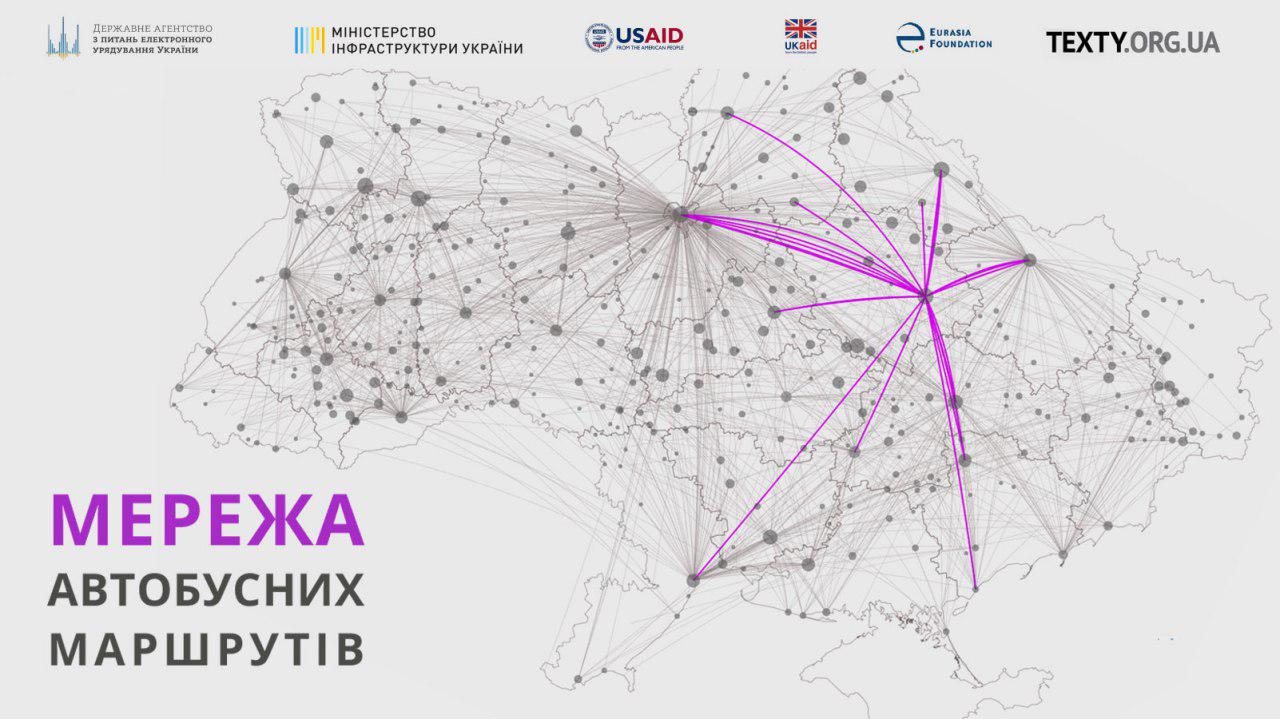 ДЕРЖАВНЕ АГЕНТСТВО
З ПИТАНЬ ЕЛЕКТРОННОГО
УРЯДУВАННЯ УКРАЇНИ
МІНІСТЕРСТВО
ІНФРАСТРУКТУРИ УКРАЇНИ
USAID
FROM THE AMERICAN PEOPLE
UKaid
EURASIA
FOUNDATION
TEXTY.ORG.UA
МЕРЕЖА
АВТОБУСНИХ
МАРШРУТІВ